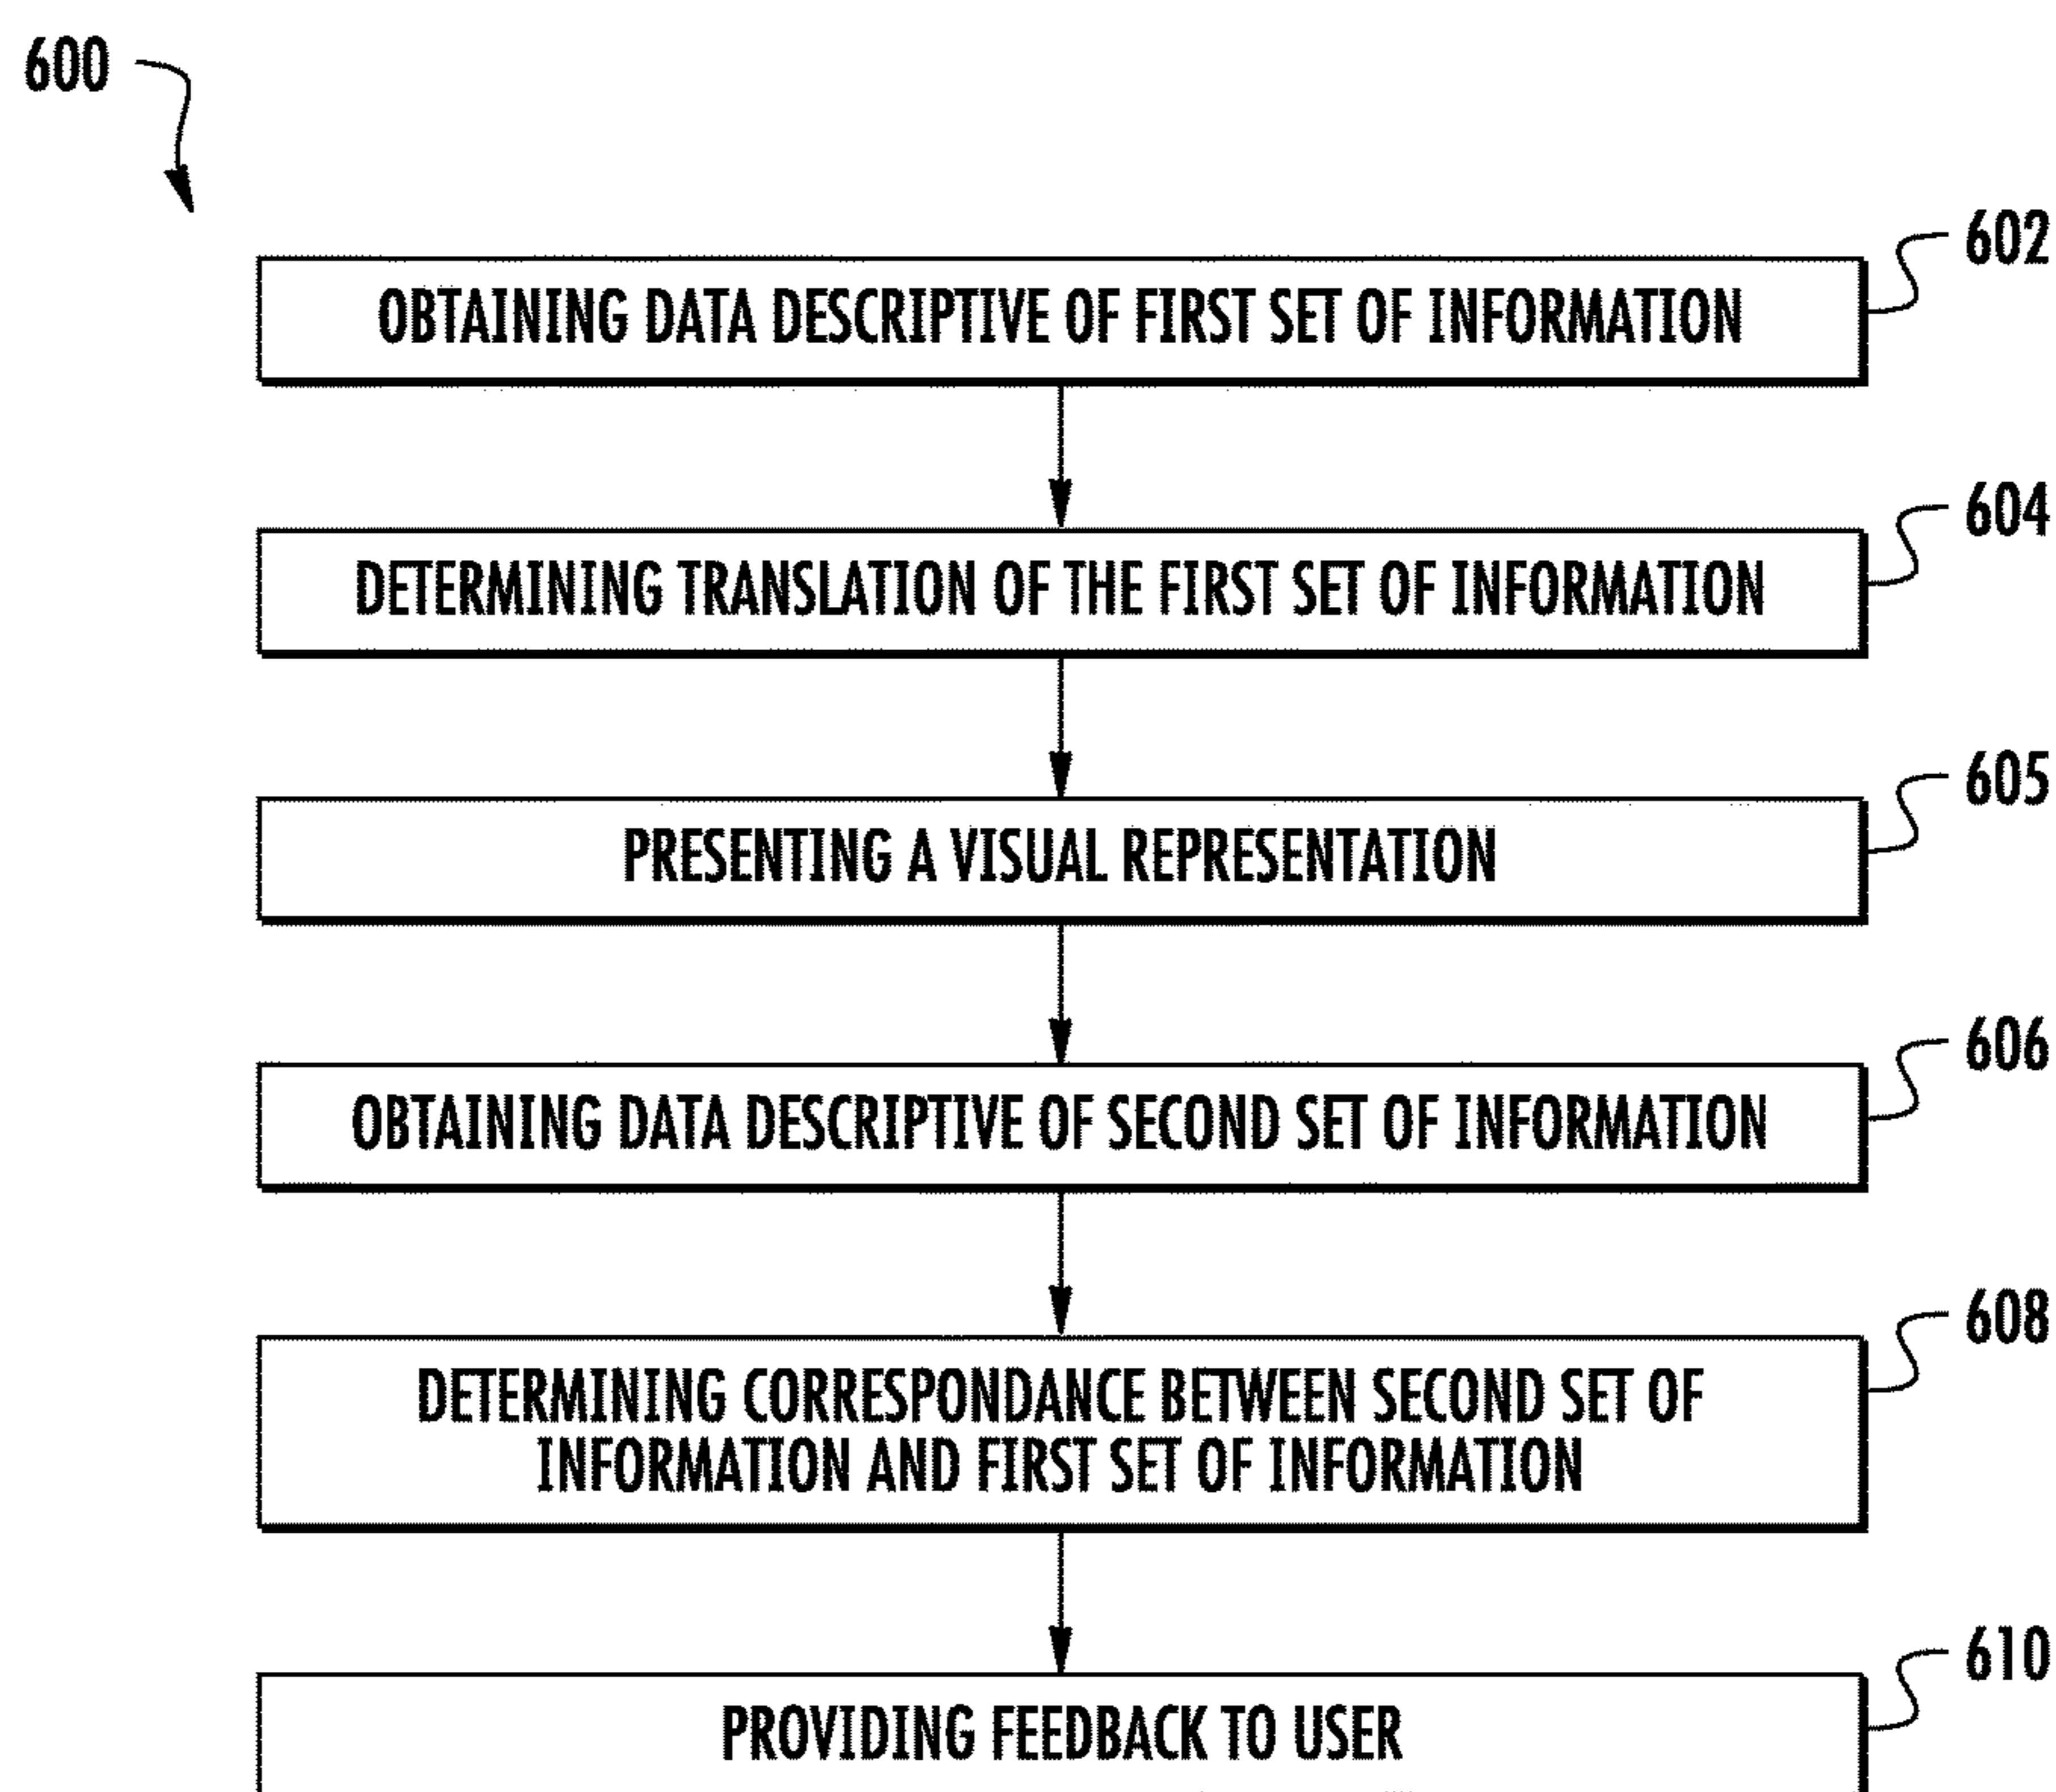 600
602
OBTAINING DATA DESCRIPTIVE OF FIRST SET OF INFORMATION
604
DETERMINING TRANSLATION OF THE FIRST SET OF INFORMATION
605
PRESENTING A VISUAL REPRESENTATION
606
OBTAINING DATA DESCRIPTIVE OF SECOND SET OF INFORMATION
608
DETERMINING CORRESPONDANCE BETWEEN SECOND SET OF
INFORMATION AND FIRST SET OF INFORMATION
610
PROVIDING FEEDBACK TO USER